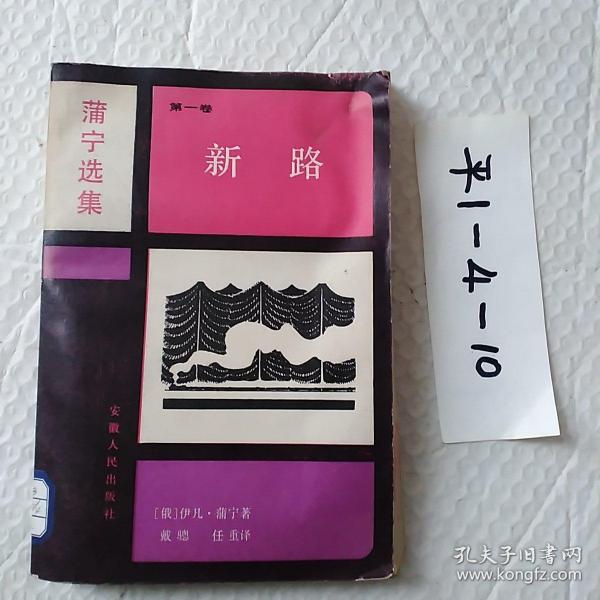 蒲宁选集
第一卷
新路
安徽人民出版社
[俄]伊凡·蒲宁著
戴骢 任重译
平1-4-10
孔夫子旧书网
www.kongfz.com